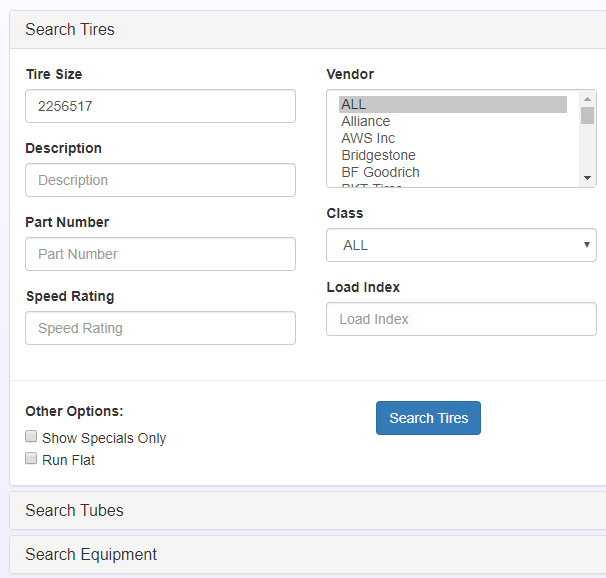 Search Tires
Tire Size
2256517
Description
Description
Part Number
Part Number
Speed Rating
Speed Rating
Vendor
ALL
Alliance
AWS Inc
Bridgestone
BF Goodrich
Class
ALL
Load Index
Load Index
Other Options:
Show Specials Only
Run Flat
Search Tires
Search Tubes
Search Equipment